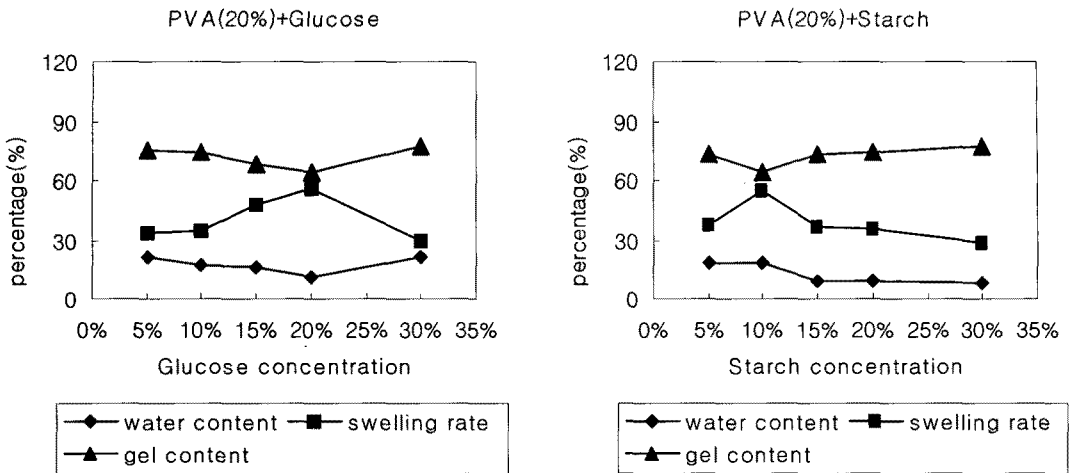 PVA(20%)+Glucose
percentage(%)
120
90
60
30
0
0% 5% 10% 15% 20% 25% 30% 35%
Glucose concentration
water content swelling rate
gel content
PVA(20%)+Starch
percentage(%)
120
90
60
30
0
0% 5% 10% 15% 20% 25% 30% 35%
Starch concentration
water content swelling rate
gel content